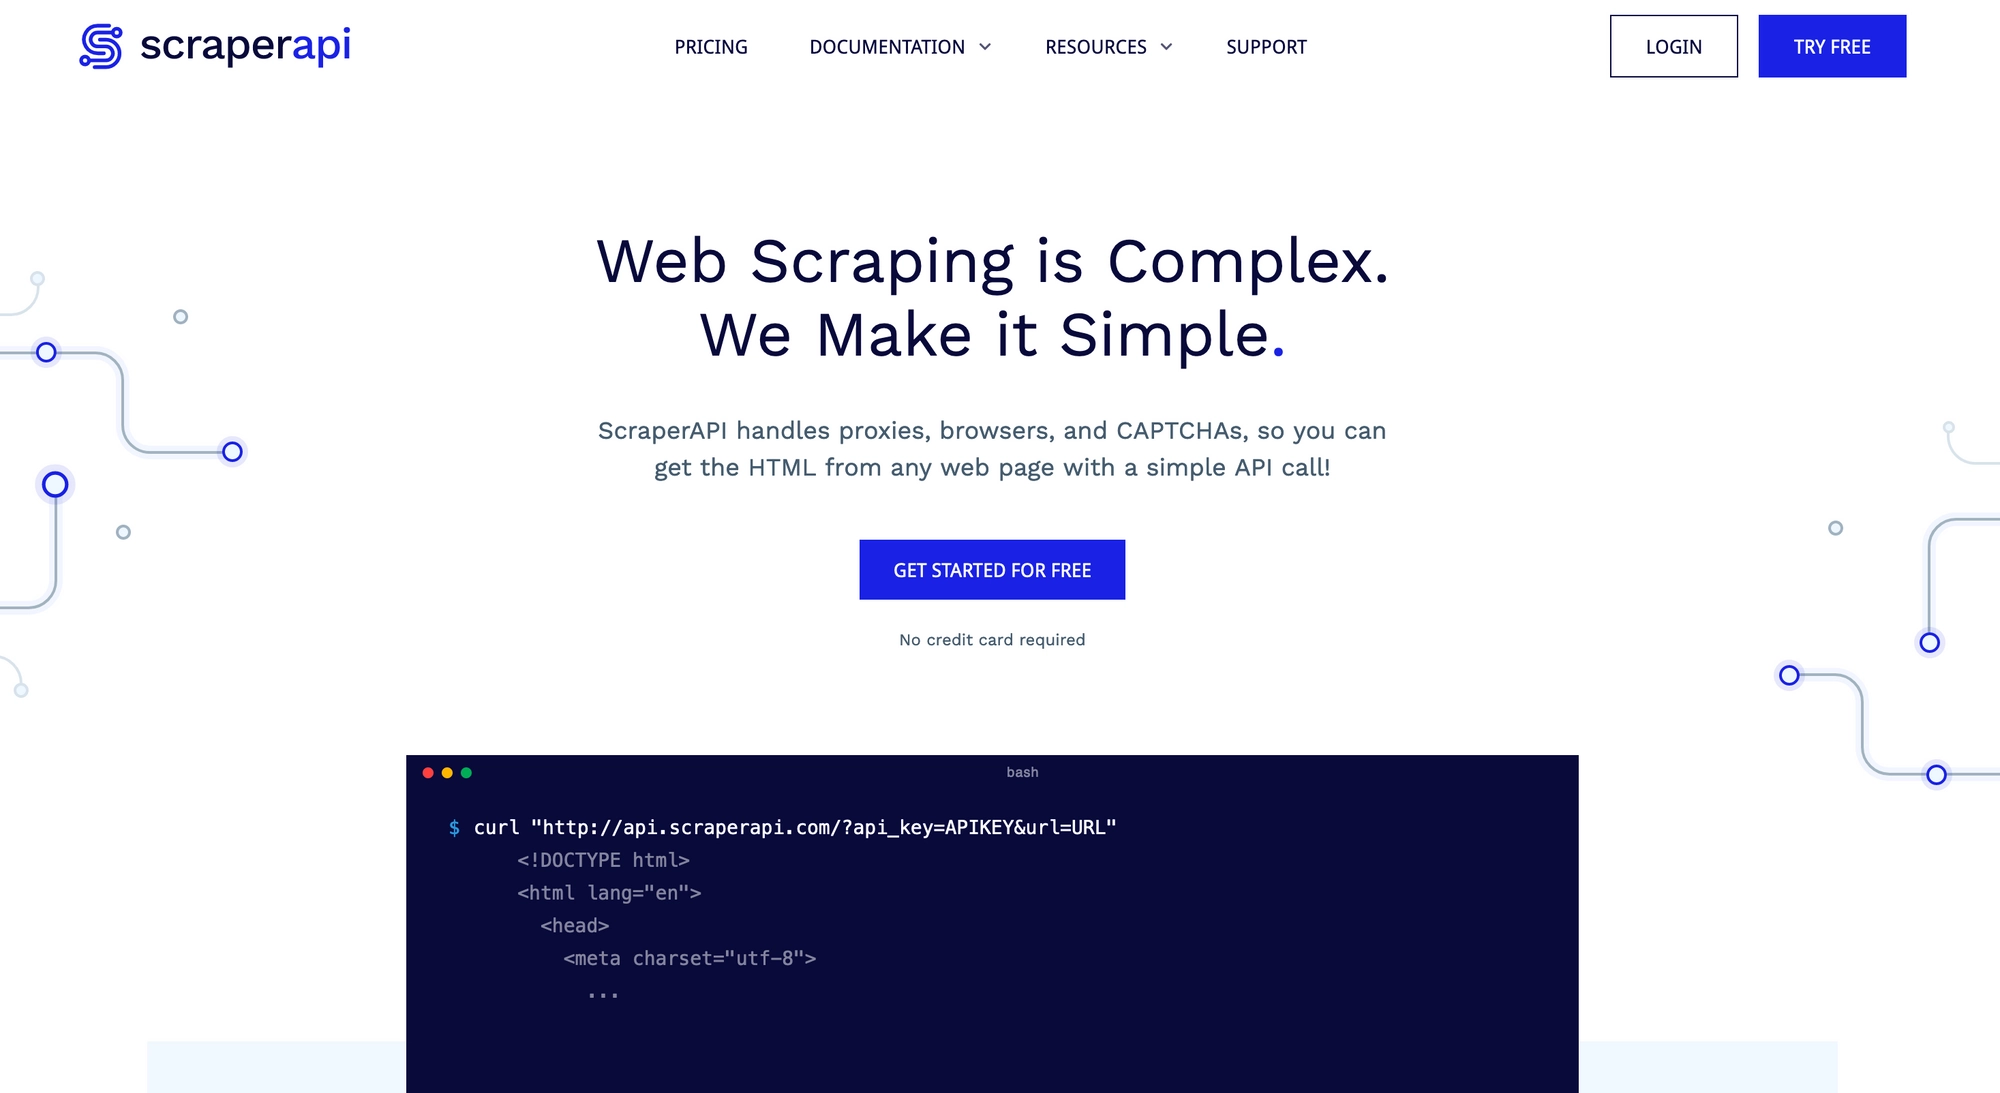 scraperapi
PRICING
DOCUMENTATION
RESOURCES
SUPPORT
LOGIN
TRY FREE
Web Scraping is Complex.
We Make it Simple.
ScraperAPI handles proxies, browsers, and CAPTCHAs, so you can
get the HTML from any web page with a simple API call!
GET STARTED FOR FREE
No credit card required
bash
$ curl "http://api.scraperapi.com/?api_key=APIKEY&url=URL"
<!DOCTYPE html>
<html lang="en">
<head>
<meta charset="utf-8">
...